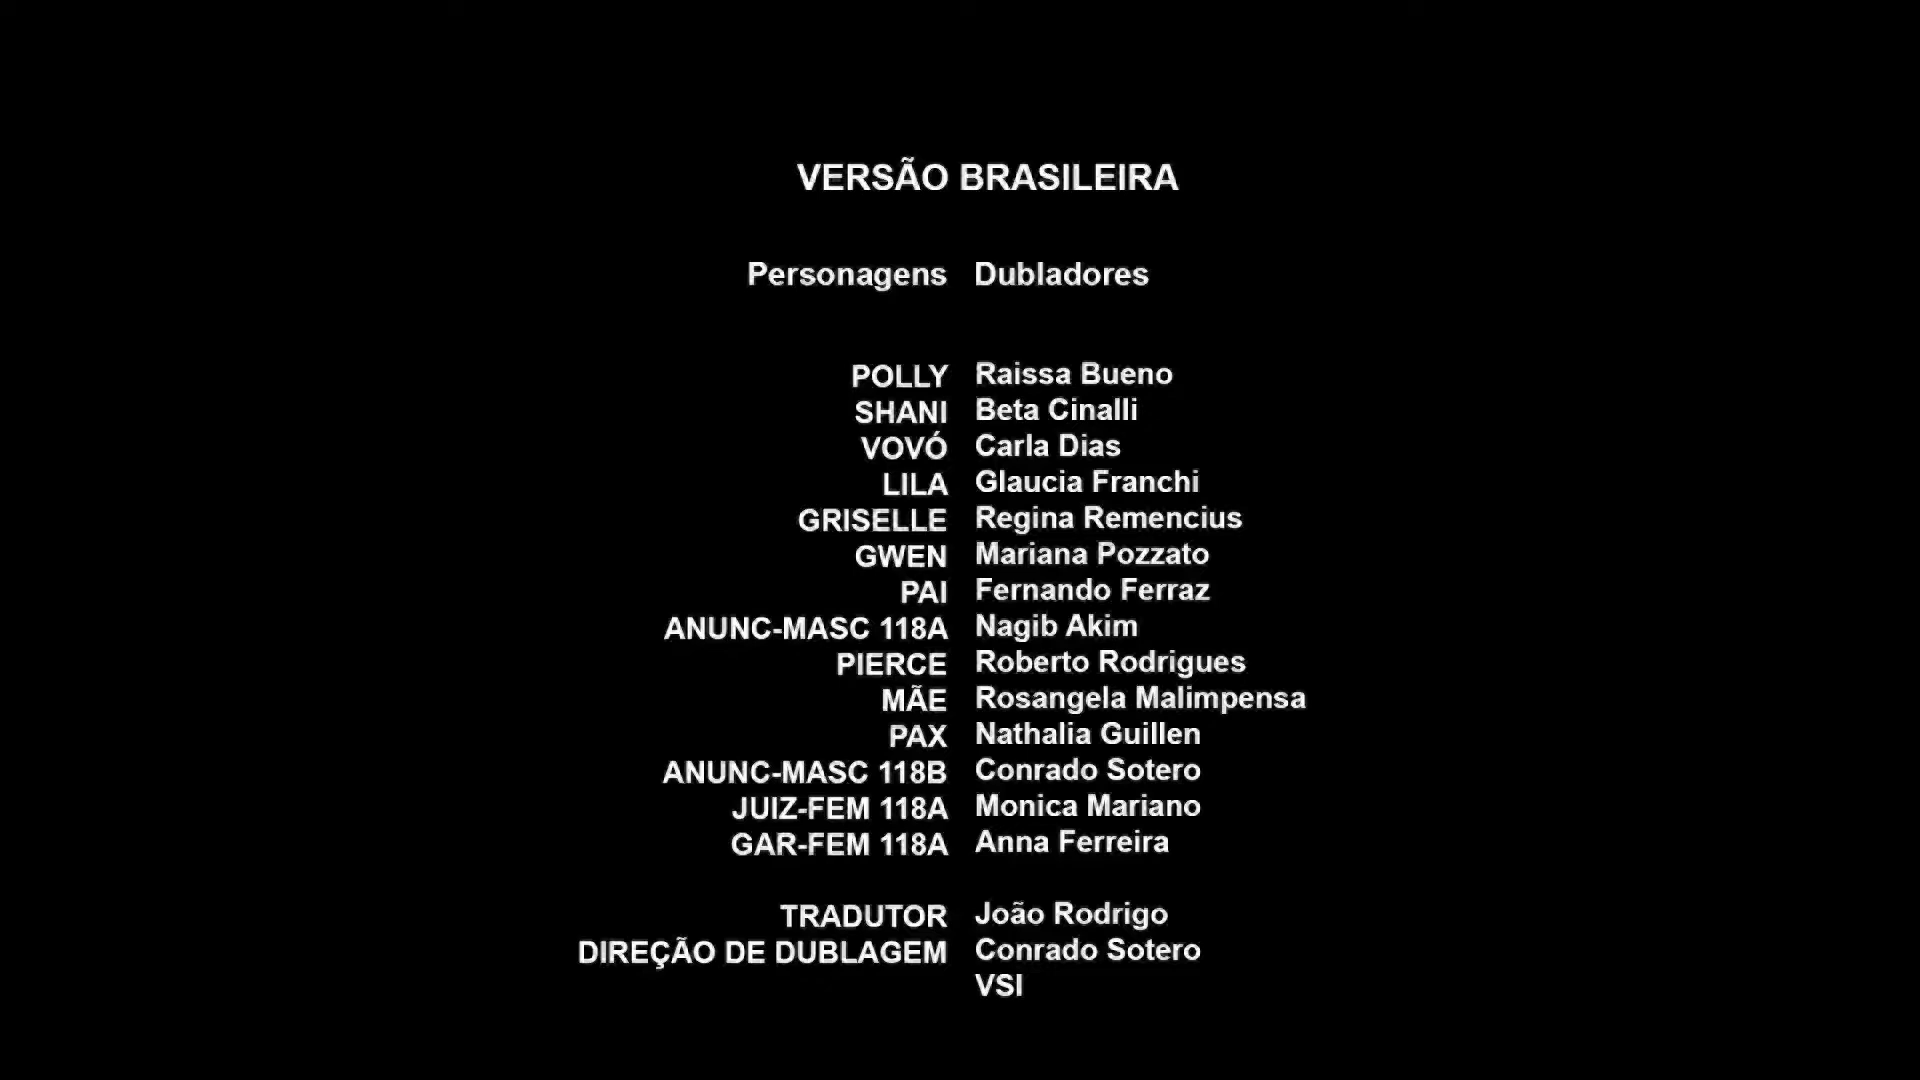 VERSÃO BRASILEIRA
Personagens Dubladores
POLLY Raissa Bueno
SHANI Beta Cinalli
VOVÓ Carla Dias
LILA Glaucia Franchi
GRISELLE Regina Remencius
GWEN Mariana Pozzato
PAI Fernando Ferraz
ANUNC-MASC 118A Nagib Akim
PIERCE Roberto Rodrigues
MÃE Rosangela Malimpensa
PAX Nathalia Guillen
ANUNC-MASC 118B Conrado Sotero
JUIZ-FEM 118A Monica Mariano
GAR-FEM 118A Anna Ferreira
TRADUTOR João Rodrigo
DIREÇÃO DE DUBLAGEM Conrado Sotero
VSI